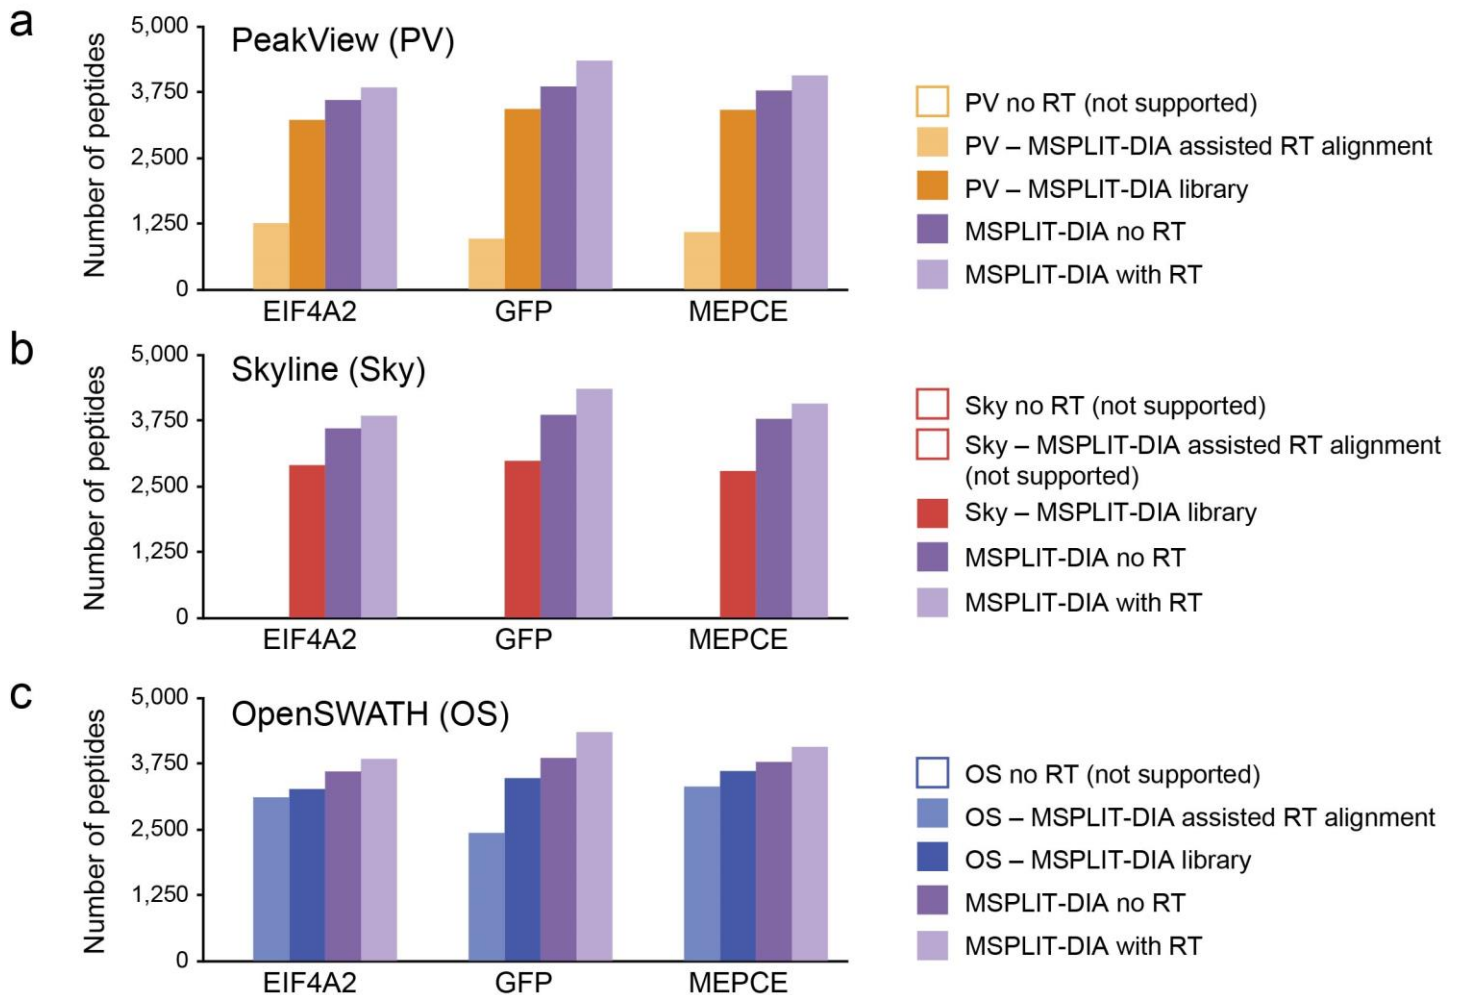 a
PeakView (PV)
Number of peptides
5,000
3,750
2,500
1,250
0
EIF4A2
GFP
MEPCE
PV no RT (not supported)
PV – MSPLIT-DIA assisted RT alignment
PV – MSPLIT-DIA library
MSPLIT-DIA no RT
MSPLIT-DIA with RT
b
Skyline (Sky)
Number of peptides
5,000
3,750
2,500
1,250
0
EIF4A2
GFP
MEPCE
Sky no RT (not supported)
Sky – MSPLIT-DIA assisted RT alignment
(not supported)
Sky – MSPLIT-DIA library
MSPLIT-DIA no RT
MSPLIT-DIA with RT
c
OpenSWATH (OS)
Number of peptides
5,000
3,750
2,500
1,250
0
EIF4A2
GFP
MEPCE
OS no RT (not supported)
OS – MSPLIT-DIA assisted RT alignment
OS – MSPLIT-DIA library
MSPLIT-DIA no RT
MSPLIT-DIA with RT